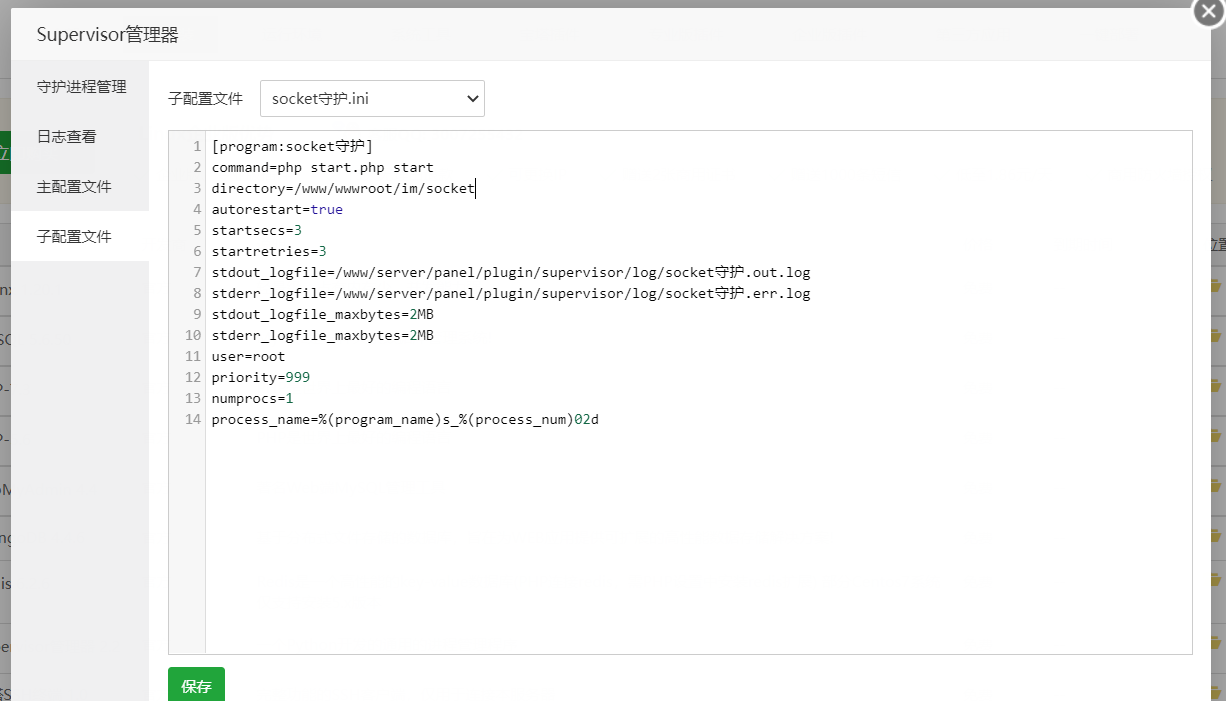 Supervisor管理器
守护进程管理
日志查看
主配置文件
子配置文件
子配置文件
socket守护.ini
1 [program:socket守护]
2 command=php start.php start
3 directory=/www/wwwroot/im/socket
4 autorestart=true
5 startsecs=3
6 startretries=3
7 stdout_logfile=/www/server/panel/plugin/supervisor/log/socket守护.out.log
8 stderr_logfile=/www/server/panel/plugin/supervisor/log/socket守护.err.log
9 stdout_logfile_maxbytes=2MB
10 stderr_logfile_maxbytes=2MB
11 user=root
12 priority=999
13 numprocs=1
14 process_name=%(program_name)s_%(process_num)02d
保存